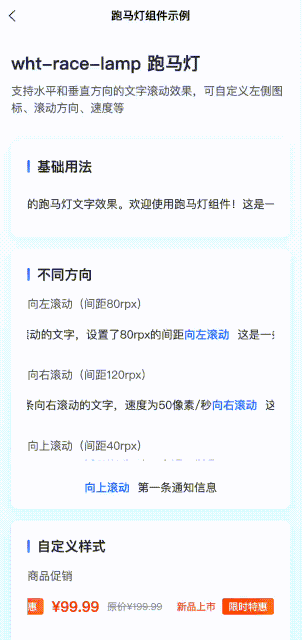 跑马灯组件示例
wht-race-lamp 跑马灯
支持水平和垂直方向的文字滚动效果，可自定义左侧图
标、滚动方向、速度等
基础用法
的跑马灯文字效果。欢迎使用跑马灯组件！这是一
不同方向
向左滚动（间距80rpx）
动的文字，设置了80rpx的间距向左滚动 这是一
向右滚动（间距120rpx）
条向右滚动的文字，速度为50像素/秒向右滚动 这
向上滚动（间距40rpx）
向上滚动 第一条通知信息
自定义样式
商品促销
惠 ¥99.99 原价¥199.99 新品上市 限时特惠